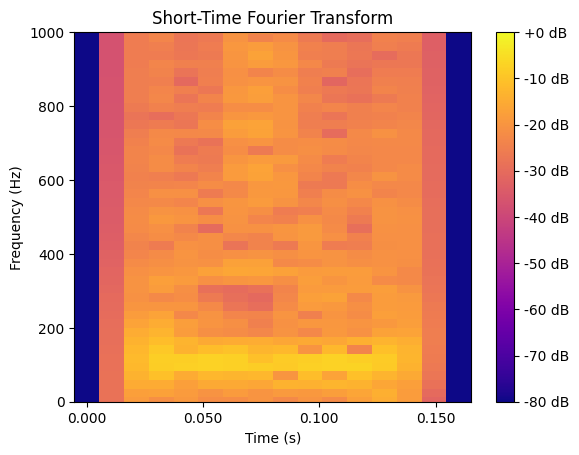 Short-Time Fourier Transform
1000
800
600
400
200
0
Frequency (Hz)
0.000
0.050
0.100
0.150
Time (s)
+0 dB
-10 dB
-20 dB
-30 dB
-40 dB
-50 dB
-60 dB
-70 dB
-80 dB